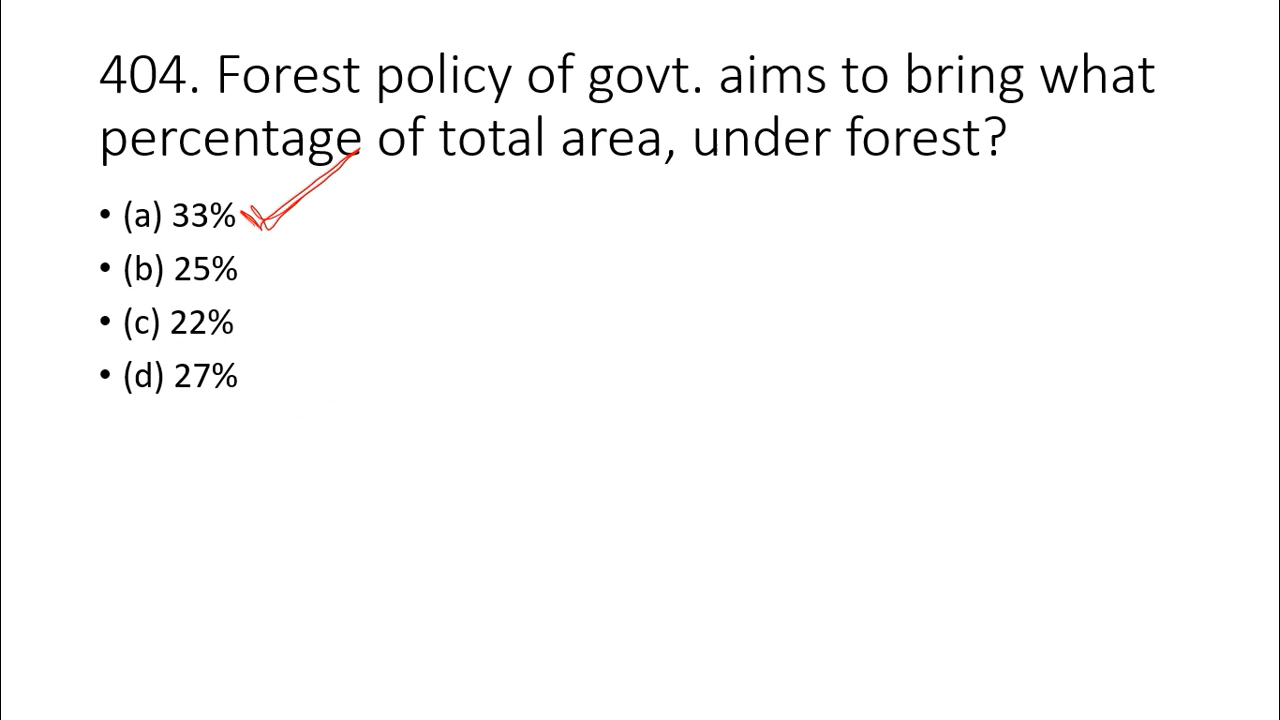 404. Forest policy of govt. aims to bring what
percentage of total area, under forest?
• (a) 33%
• (b) 25%
• (c) 22%
• (d) 27%